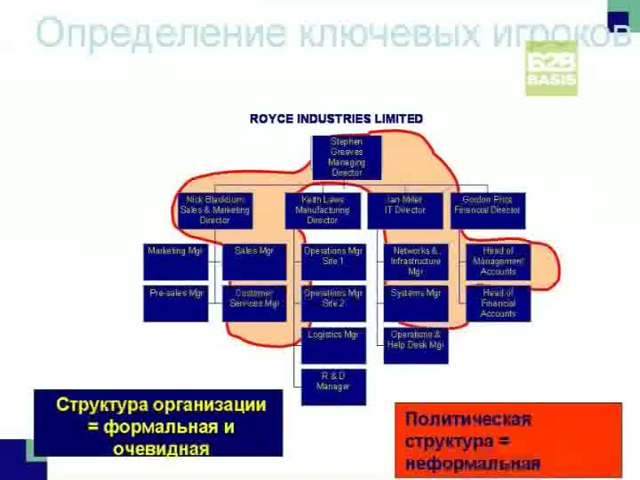 Определение ключевых игроков
B2B
BASIS
ROYCE INDUSTRIES LIMITED
Stephen
Greaves
Managing
Director
Nick Blackburn
Sales & Marketing
Director
Keith Laws
Manufacturing
Director
Ian Miller
IT Director
Gordon Price
Financial Director
Marketing Mgr
Sales Mgr
Operations Mgr
Site 1
Networks &
Infrastructure
Mgr
Head of
Management
Accounts
Pre-sales Mgr
Customer
Services Mgr
Operations Mgr
Site 2
Systems Mgr
Head of
Financial
Accounts
Logistics Mgr
Operations &
Help Desk Mgr
R & D
Manager
Структура организации
= формальная и
очевидная
Политическая
структура =
неформальная